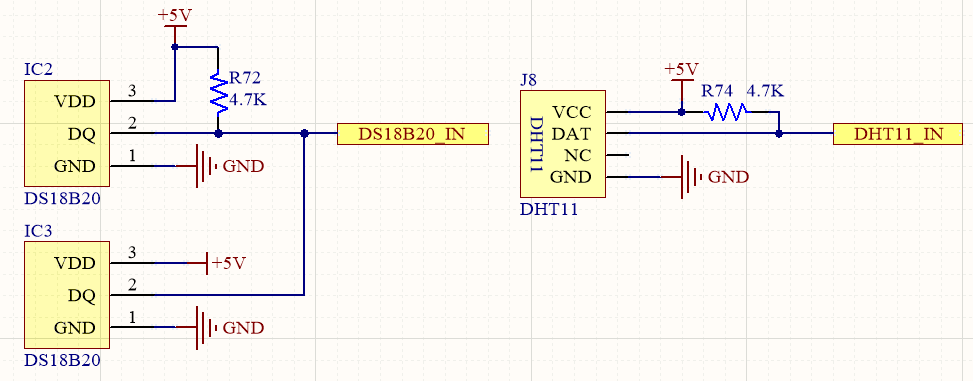 +5V
IC2
VDD
3
R72
4.7K
DQ
2
DS18B20_IN
GND
1
GND
DS18B20
IC3
VDD
3
+5V
DQ
2
GND
1
GND
DS18B20
J8
+5V
R74 4.7K
VCC
DAT
NC
GND
DHT11
DHT11_IN
GND
DHT11